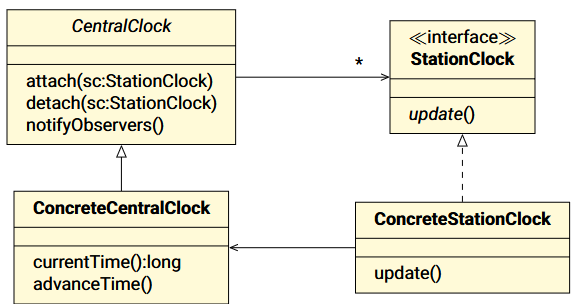 CentralClock
attach(sc:StationClock)
detach(sc:StationClock)
notifyObservers()
*
≪interface≫
StationClock
update()
ConcreteCentralClock
currentTime():long
advanceTime()
ConcreteStationClock
update()